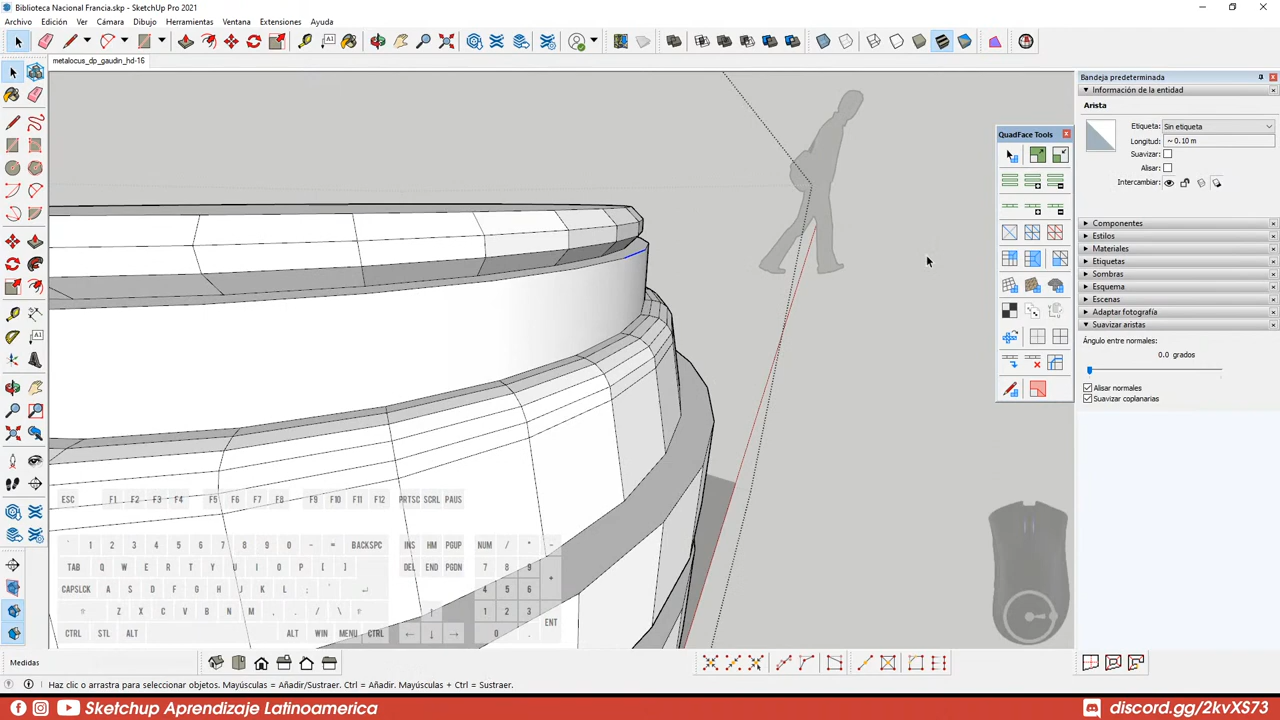 Biblioteca Nacional Francia.skp - SketchUp Pro 2021
Archivo Edición Ver Cámara Dibujo Herramientas Ventana Extensiones Ayuda
metalocus_dp_gaudin_hd-16
Bandeja predeterminada
Información de la entidad
Arista
Etiqueta: Sin etiqueta
Longitud: ~ 0.10 m
Suavizar:
Alisar:
Intercambiar:
QuadFace Tools
Componentes
Estilos
Materiales
Etiquetas
Sombras
Esquema
Escenas
Adaptar fotografía
Suavizar aristas
Ángulo entre normales:
0.0 grados
Alisar normales
Suavizar coplanarias
ESC F1 F2 F3 F4 F5 F6 F7 F8 F9 F10 F11 F12 PRTSC SCRL PAUS
` 1 2 3 4 5 6 7 8 9 0 - = BACKSPC INS HM PGUP NUM / * -
TAB Q W E R T Y U I O P [ ] DEL END PGDN 7 8 9 +
CAPSLCK A S D F G H J K L ; ' 4 5 6
Z X C V B N M , . / \ 1 2 3 ENT
CTRL STL ALT ALT WIN MENU CTRL ← ↓ → 0 .
Medidas
Haz clic o arrastra para seleccionar objetos. Mayúsculas = Añadir/Sustraer. Ctrl = Añadir. Mayúsculas + Ctrl = Sustraer.
Sketchup Aprendizaje Latinoamerica
discord.gg/2kvXS73